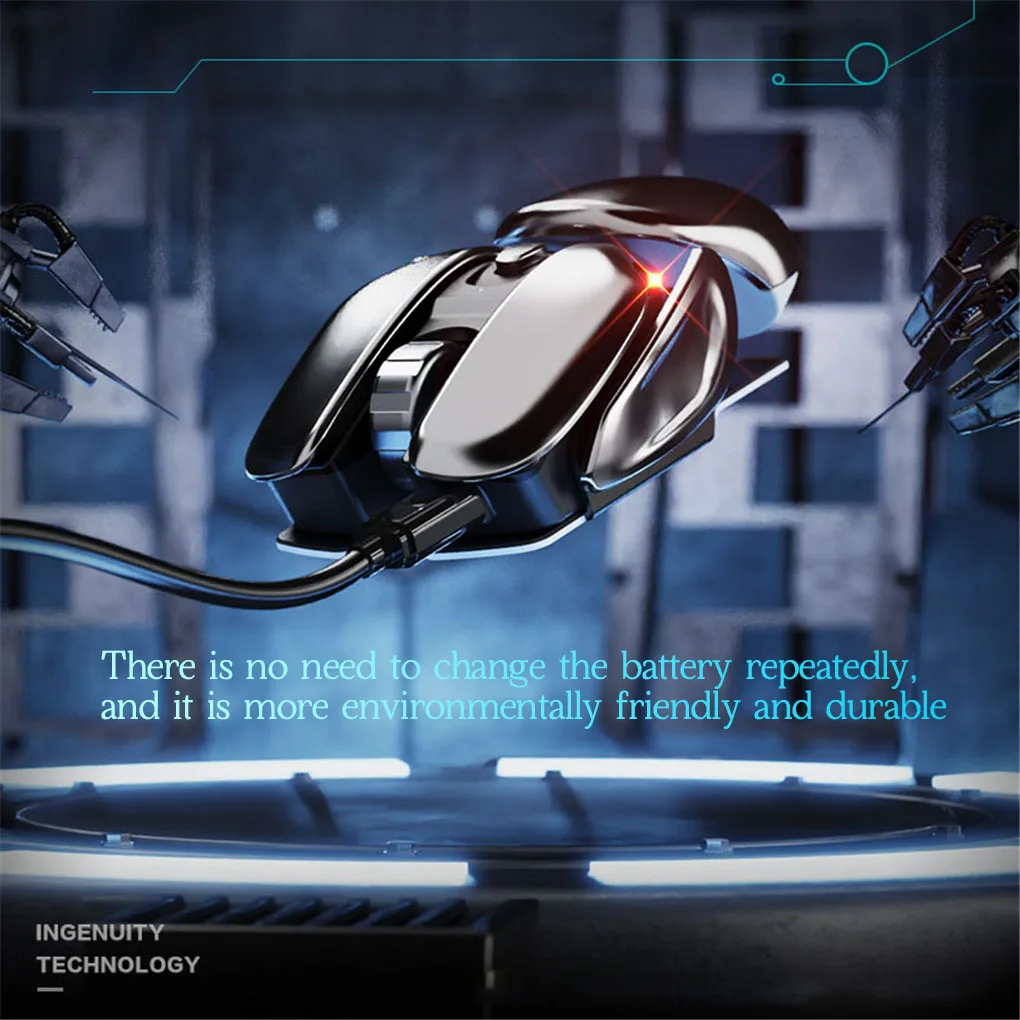 There is no need to change the battery repeatedly,
and it is more environmentally friendly and durable
INGENUITY
TECHNOLOGY